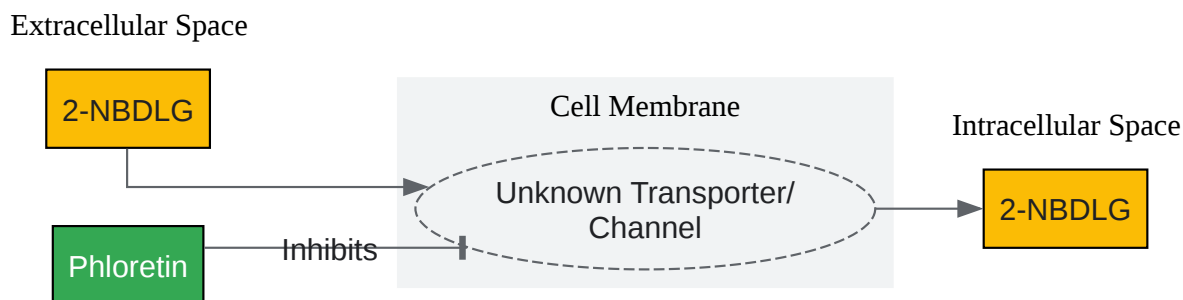 Extracellular Space
2-NBDLG
Cell Membrane
Intracellular Space
Unknown Transporter/
Channel
2-NBDLG
Inhibits
Phloretin